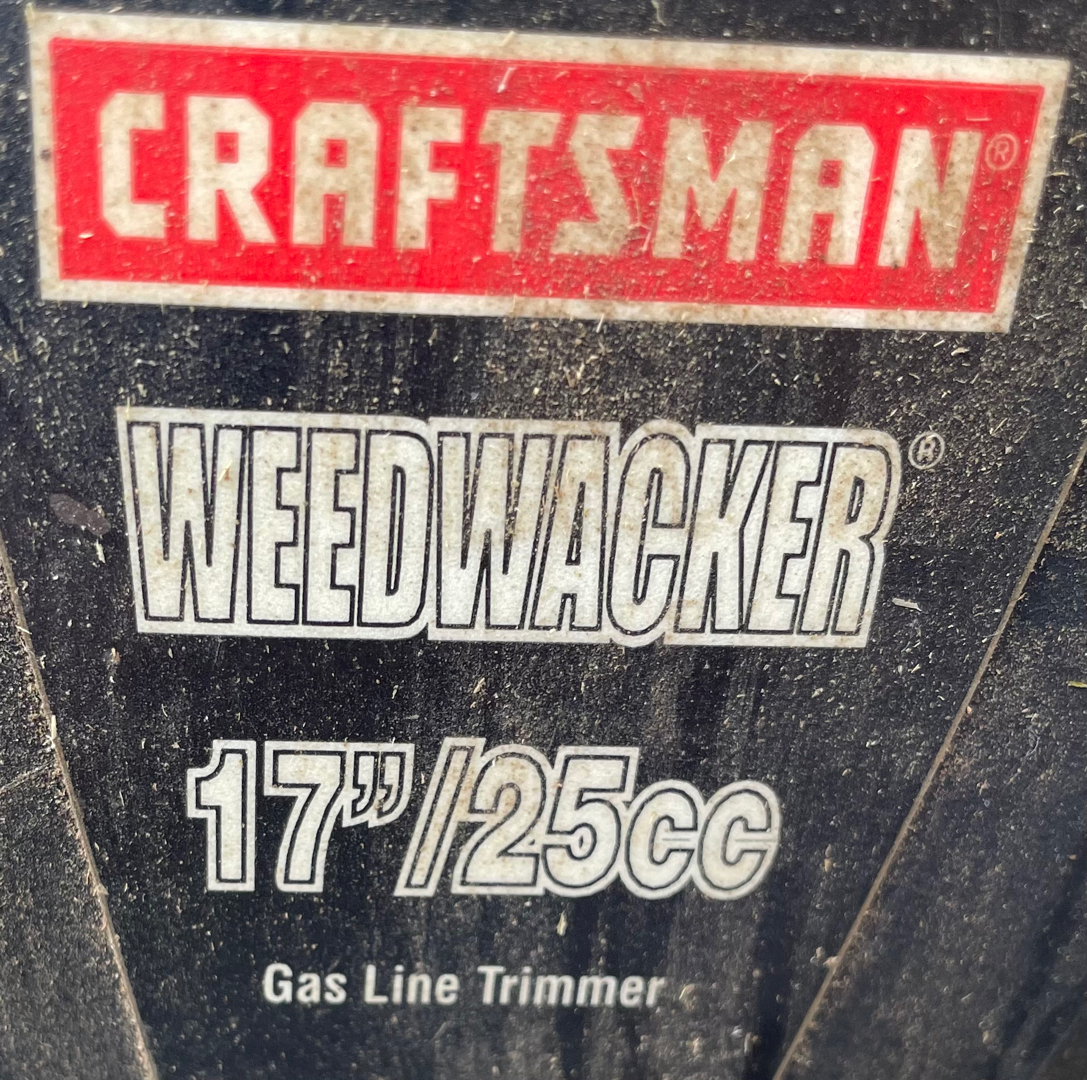 CRAFTSMAN®
WEEDWACKER®
17”/25cc
Gas Line Trimmer